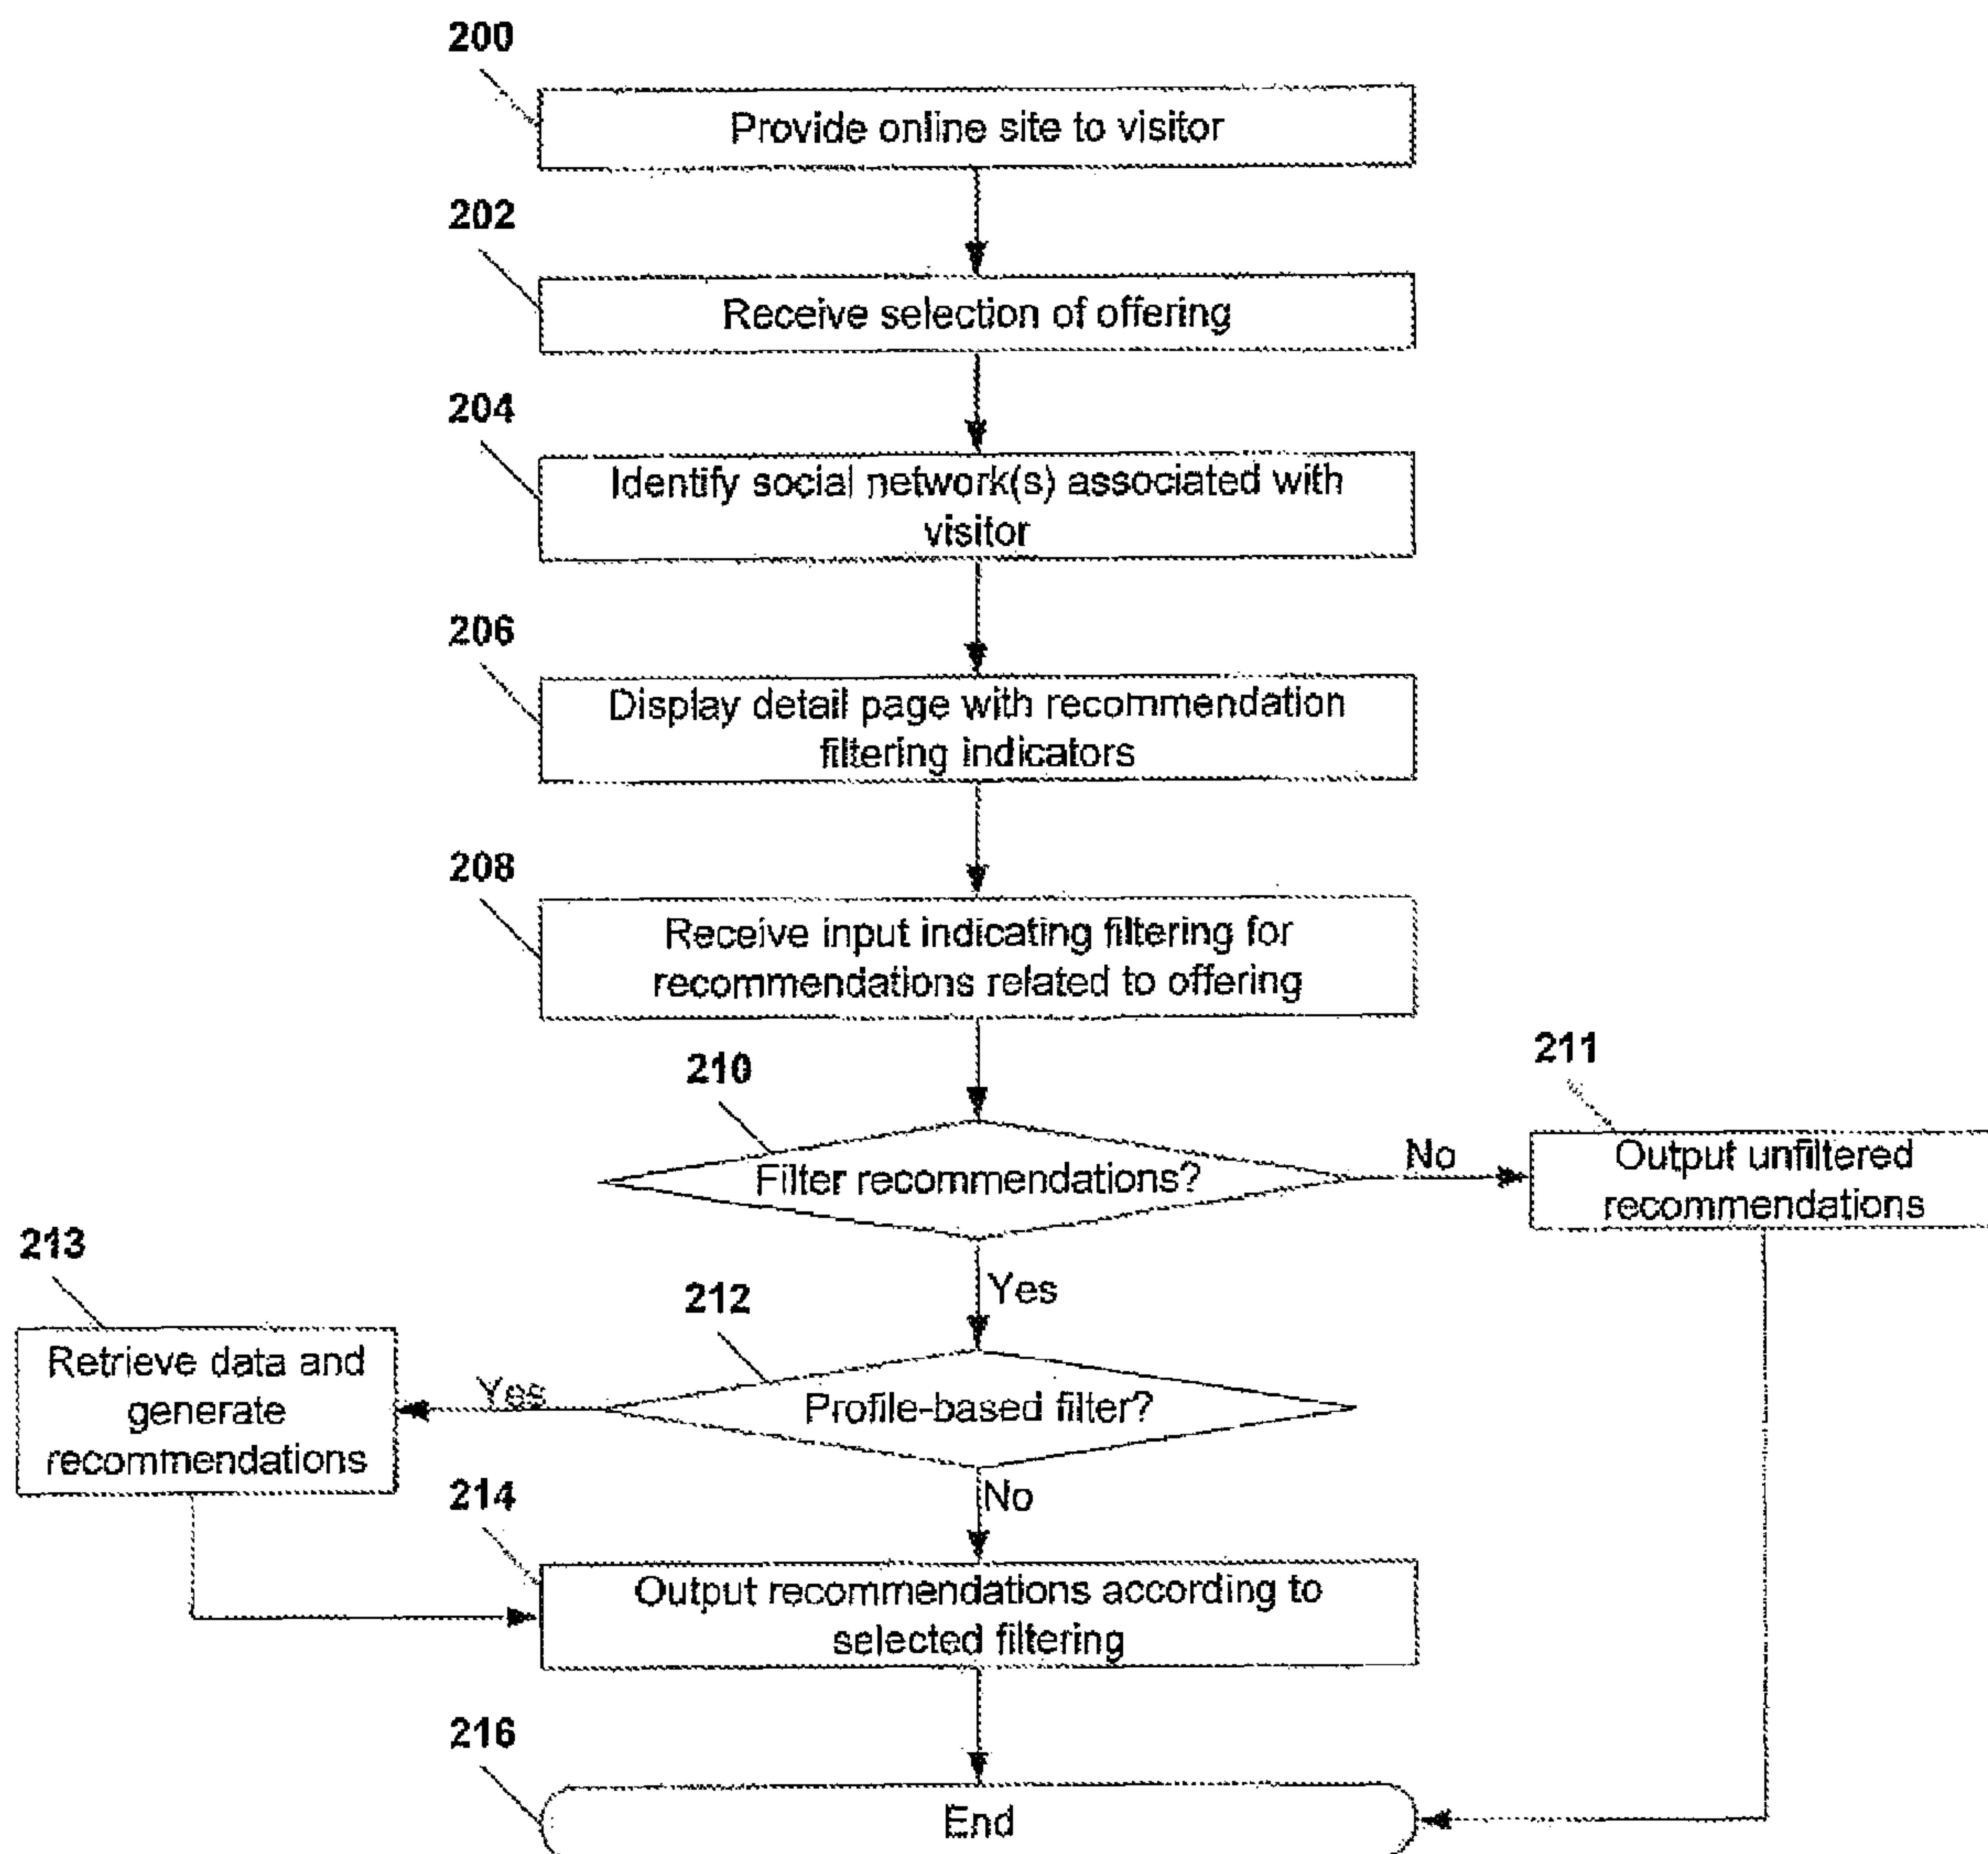 200
Provide online site to visitor
202
Receive selection of offering
204
Identify social network(s) associated with
visitor
206
Display detail page with recommendation
filtering indicators
208
Receive input indicating filtering for
recommendations related to offering
210
Filter recommendations?
No
211
Output unfiltered
recommendations
Yes
212
Profile-based filter?
Yes
213
Retrieve data and
generate
recommendations
No
214
Output recommendations according to
selected filtering
216
End